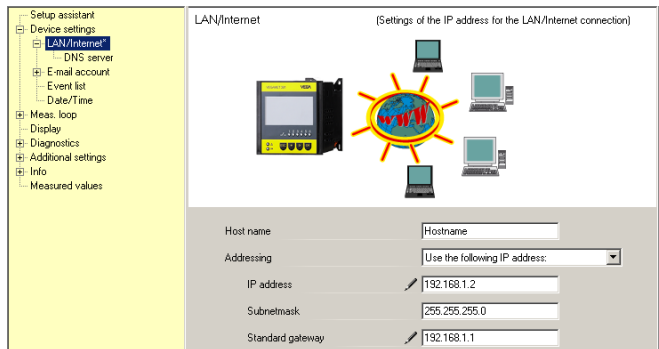 Setup assistant
Device settings
LAN/Internet*
DNS server
E-mail account
Event list
Date/Time
Meas. loop
Display
Diagnostics
Additional settings
Info
Measured values
LAN/Internet (Settings of the IP address for the LAN/Internet connection)
VEGA
WWW
Host name Hostname
Addressing Use the following IP address:
IP address 192.168.1.2
Subnetmask 255.255.255.0
Standard gateway 192.168.1.1